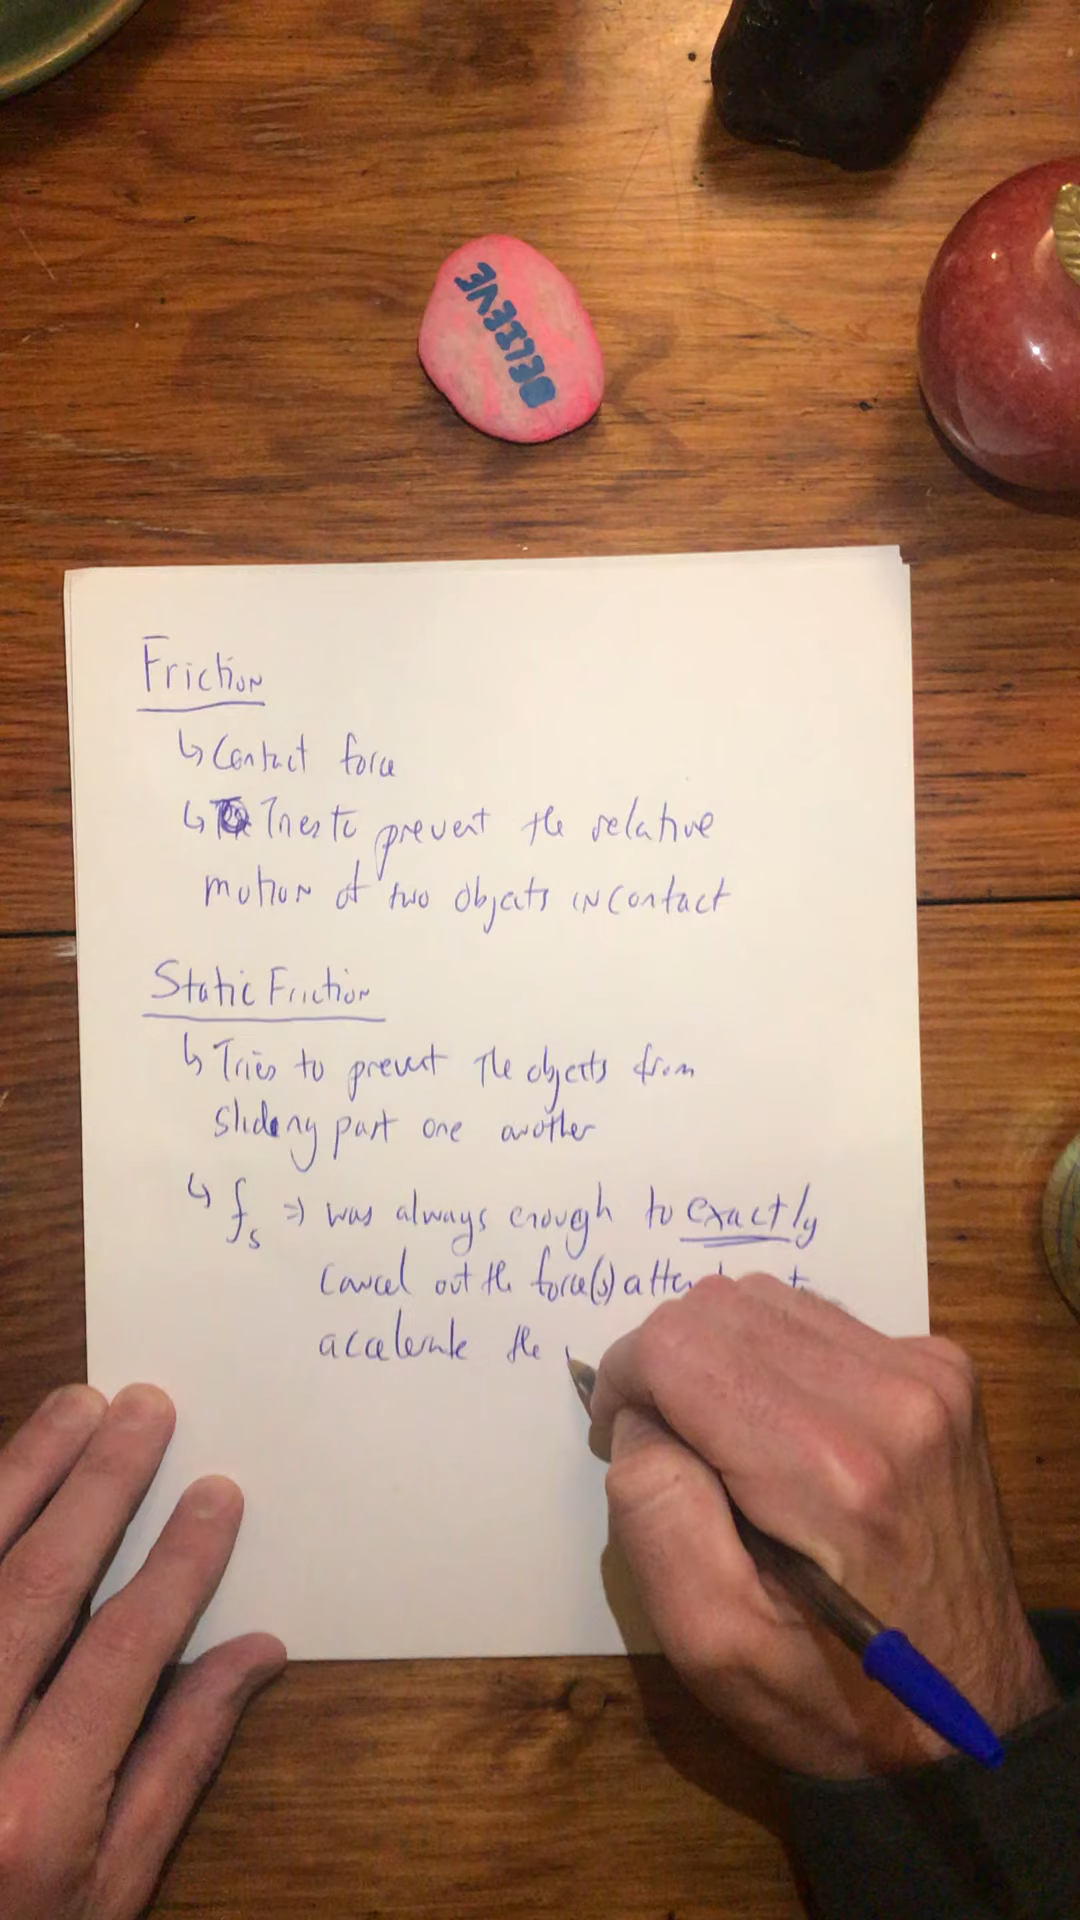 BELIEVE
Friction
↳ Contact force
↳ Tries to prevent the relative
motion of two objects in contact
Static Friction
↳ Tries to prevent the objects from
sliding past one another
↳ fs ⇒ was always enough to exactly
cancel out the force(s)
accelerate the